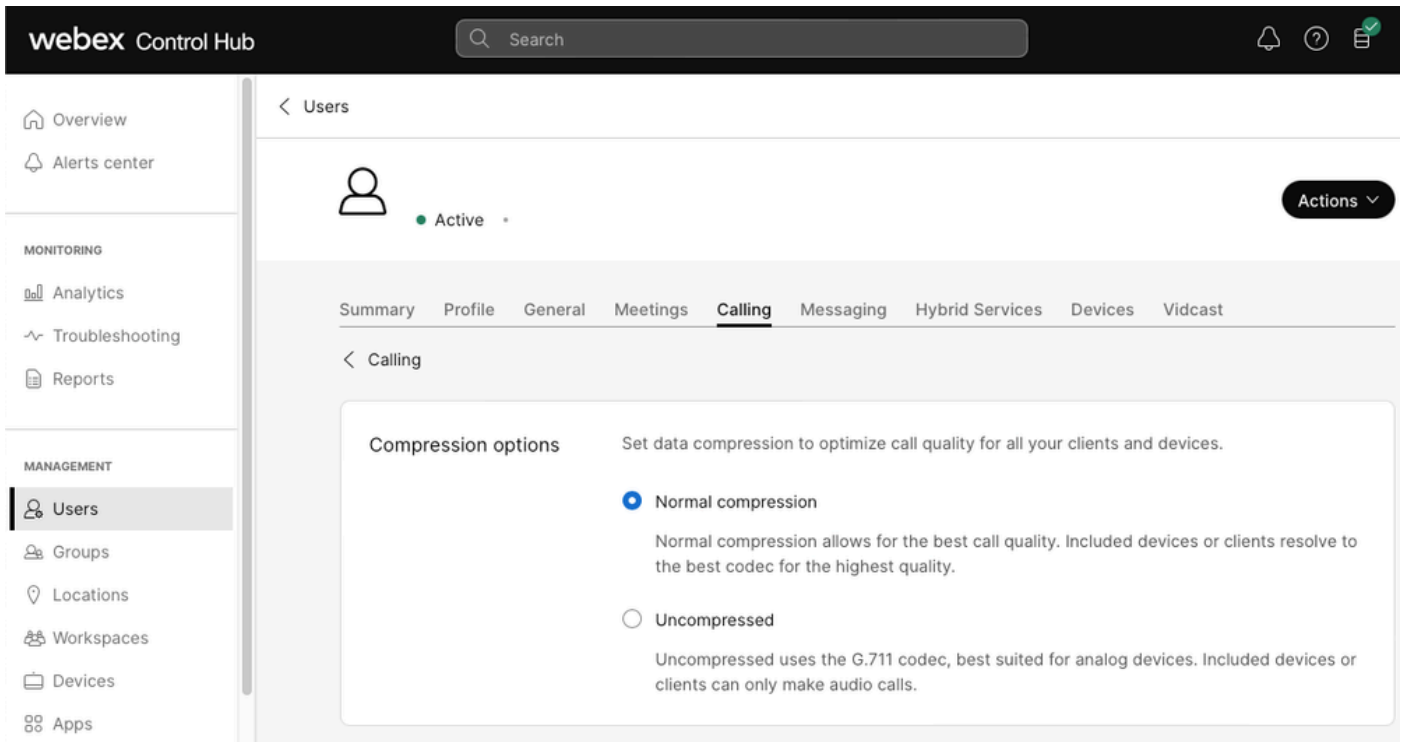 webex Control Hub
Search
Overview
Alerts center
MONITORING
Analytics
Troubleshooting
Reports
MANAGEMENT
Users
Groups
Locations
Workspaces
Devices
Apps
Users
Active
Actions
Summary Profile General Meetings Calling Messaging Hybrid Services Devices Vidcast
Calling
Compression options
Set data compression to optimize call quality for all your clients and devices.
Normal compression
Normal compression allows for the best call quality. Included devices or clients resolve to
the best codec for the highest quality.
Uncompressed
Uncompressed uses the G.711 codec, best suited for analog devices. Included devices or
clients can only make audio calls.